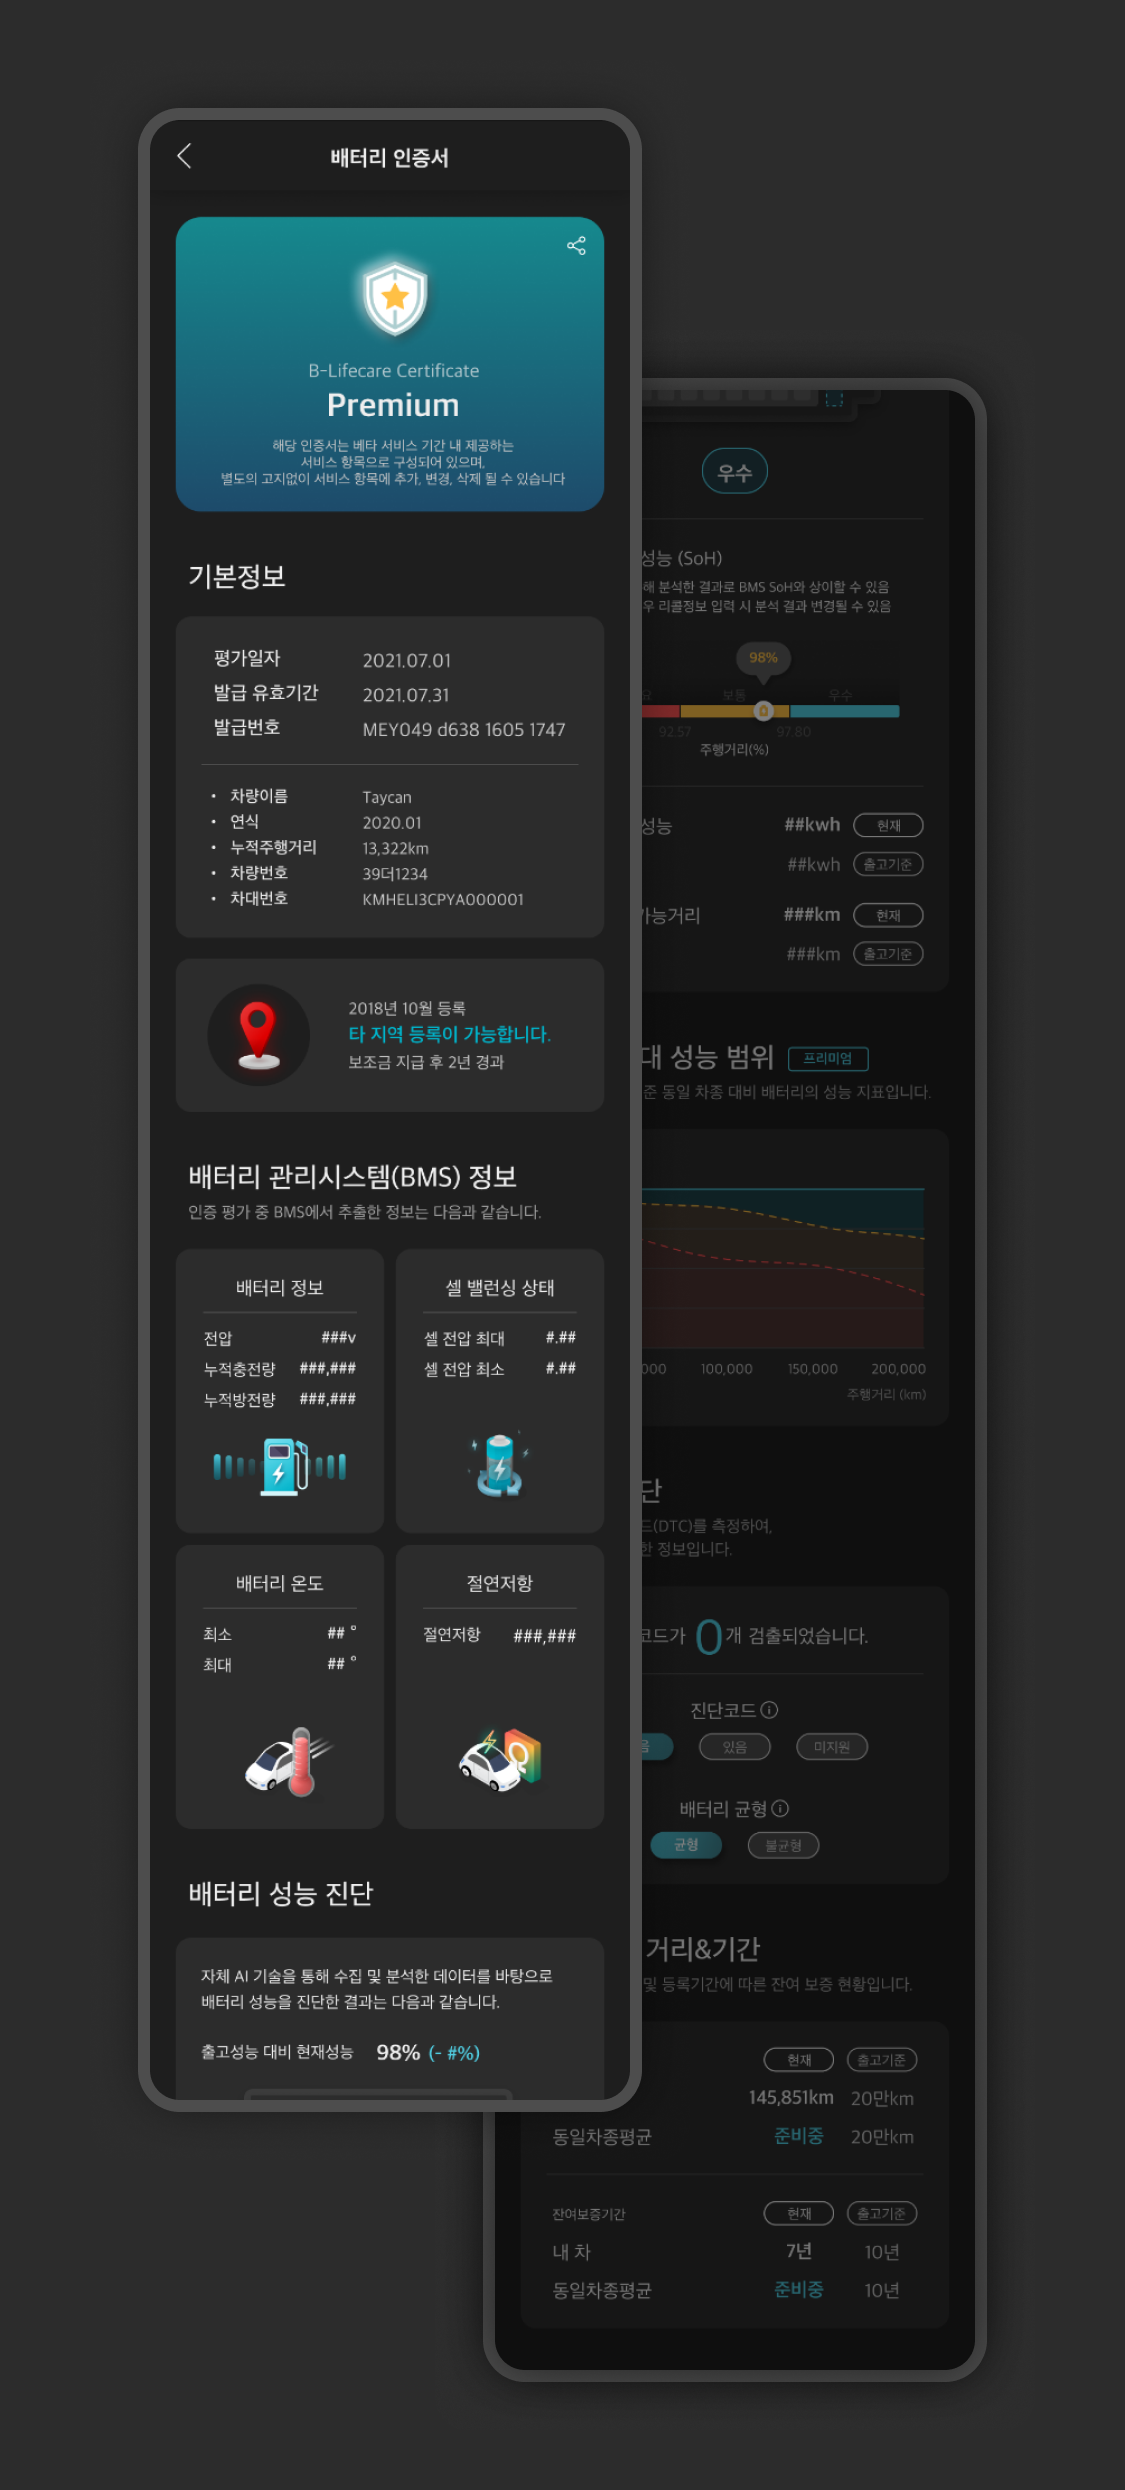 배터리 인증서
B-Lifecare Certificate
Premium
해당 인증서는 베타 서비스 기간 내 제공하는
서비스 항목으로 구성되어 있으며,
별도의 고지없이 서비스 항목에 추가, 변경, 삭제 될 수 있습니다
기본정보
평가일자 2021.07.01
발급 유효기간 2021.07.31
발급번호 MEY049 d638 1605 1747
• 차량이름 Taycan
• 연식 2020.01
• 누적주행거리 13,322km
• 차량번호 39더1234
• 차대번호 KMHELI3CPYA000001
2018년 10월 등록
타 지역 등록이 가능합니다.
보조금 지급 후 2년 경과
배터리 관리시스템(BMS) 정보
인증 평가 중 BMS에서 추출한 정보는 다음과 같습니다.
배터리 정보
전압 ###v
누적충전량 ###,###
누적방전량 ###,###
셀 밸런싱 상태
셀 전압 최대 #.##
셀 전압 최소 #.##
배터리 온도
최소 ## °
최대 ## °
절연저항
절연저항 ###,###
배터리 성능 진단
자체 AI 기술을 통해 수집 및 분석한 데이터를 바탕으로
배터리 성능을 진단한 결과는 다음과 같습니다.
출고성능 대비 현재성능 98% (- #%)
우수
성능 (SoH)
해 분석한 결과로 BMS SoH와 상이할 수 있음
우 리콜정보 입력 시 분석 결과 변경될 수 있음
98%
보통 우수
92.57 97.80
주행거리(%)
성능 ##kwh 현재
##kwh 출고기준
가능거리 ###km 현재
###km 출고기준
대 성능 범위 프리미엄
준 동일 차종 대비 배터리의 성능 지표입니다.
000 100,000 150,000 200,000
주행거리 (km)
단
드(DTC)를 측정하여,
한 정보입니다.
코드가 0개 검출되었습니다.
진단코드
음 있음 미지원
배터리 균형
균형 불균형
거리&기간
및 등록기간에 따른 잔여 보증 현황입니다.
현재 출고기준
145,851km 20만km
동일차종평균 준비중 20만km
잔여보증기간 현재 출고기준
내 차 7년 10년
동일차종평균 준비중 10년